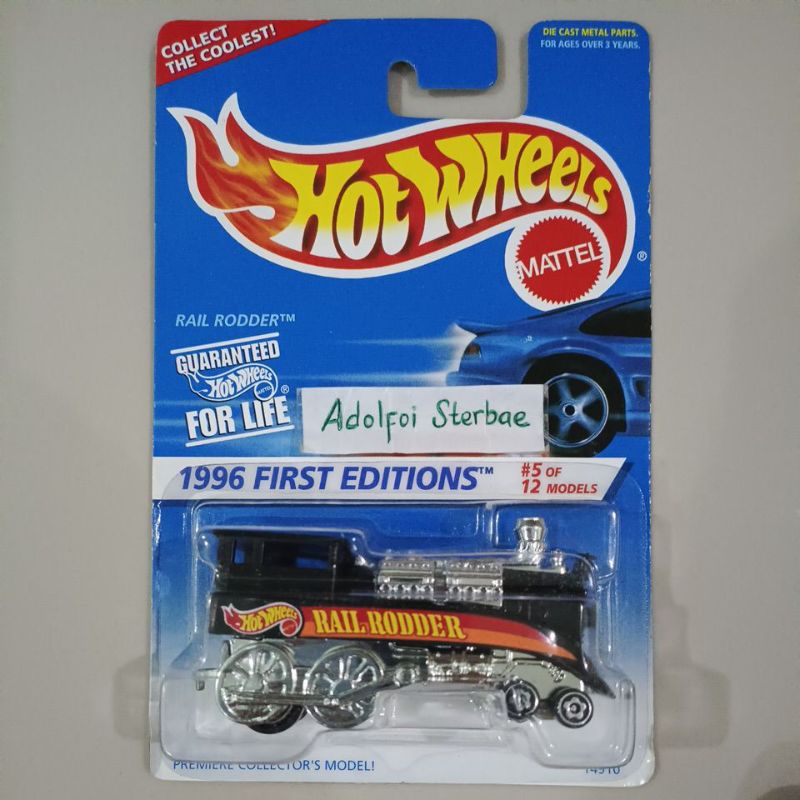 COLLECT
THE COOLEST!
DIE CAST METAL PARTS.
FOR AGES OVER 3 YEARS.
HOT WHEELS
MATTEL
®
RAIL RODDER™
GUARANTEED
HOT WHEELS ®
MATTEL
FOR LIFE
Adolfoi Sterbae
1996 FIRST EDITIONS™
#5 OF
12 MODELS
HOT WHEELS
RAIL RODDER
PREMIERE COLLECTOR'S MODEL!